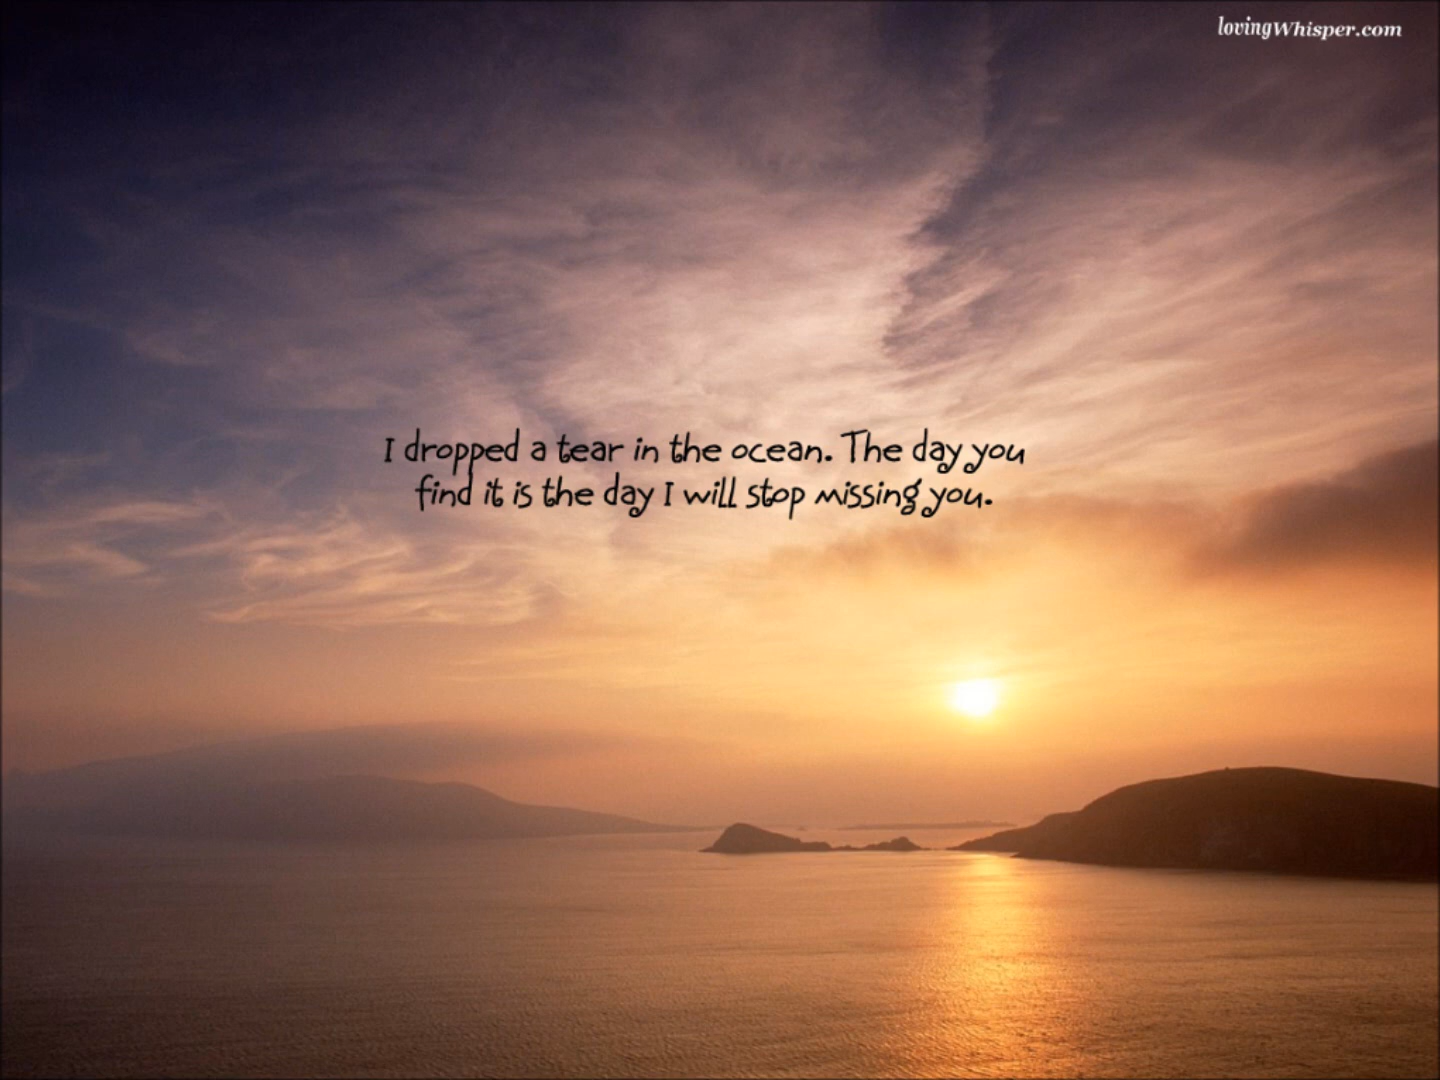 lovingWhisper.com
I dropped a tear in the ocean. The day you
find it is the day I will stop missing you.